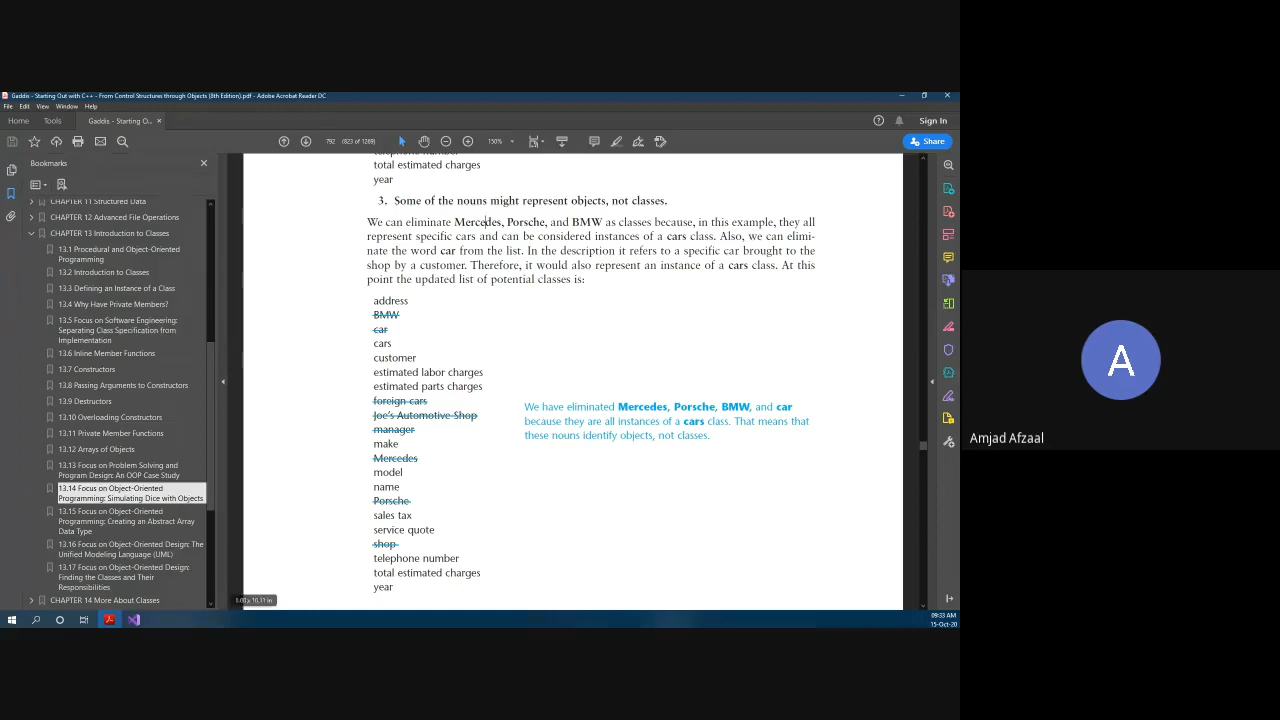 Gaddis - Starting Out with C++ - From Control Structures through Objects (8th Edition).pdf - Adobe Acrobat Reader DC
File Edit View Window Help
Home Tools Gaddis - Starting O... × Sign In
792 (823 of 1269) 150% Share
Bookmarks
CHAPTER 11 Structured Data
CHAPTER 12 Advanced File Operations
CHAPTER 13 Introduction to Classes
13.1 Procedural and Object-Oriented
Programming
13.2 Introduction to Classes
13.3 Defining an Instance of a Class
13.4 Why Have Private Members?
13.5 Focus on Software Engineering:
Separating Class Specification from
Implementation
13.6 Inline Member Functions
13.7 Constructors
13.8 Passing Arguments to Constructors
13.9 Destructors
13.10 Overloading Constructors
13.11 Private Member Functions
13.12 Arrays of Objects
13.13 Focus on Problem Solving and
Program Design: An OOP Case Study
13.14 Focus on Object-Oriented
Programming: Simulating Dice with Objects
13.15 Focus on Object-Oriented
Programming: Creating an Abstract Array
Data Type
13.16 Focus on Object-Oriented Design: The
Unified Modeling Language (UML)
13.17 Focus on Object-Oriented Design:
Finding the Classes and Their
Responsibilities
CHAPTER 14 More About Classes
total estimated charges
year
3. Some of the nouns might represent objects, not classes.
We can eliminate Mercedes, Porsche, and BMW as classes because, in this example, they all
represent specific cars and can be considered instances of a cars class. Also, we can elimi-
nate the word car from the list. In the description it refers to a specific car brought to the
shop by a customer. Therefore, it would also represent an instance of a cars class. At this
point the updated list of potential classes is:
address
BMW
car
cars
customer
estimated labor charges
estimated parts charges
foreign cars
Joe's Automotive Shop
manager
make
Mercedes
model
name
Porsche
sales tax
service quote
shop
telephone number
total estimated charges
year
We have eliminated Mercedes, Porsche, BMW, and car
because they are all instances of a cars class. That means that
these nouns identify objects, not classes.
09:33 AM
15-Oct-20
A
Amjad Afzaal